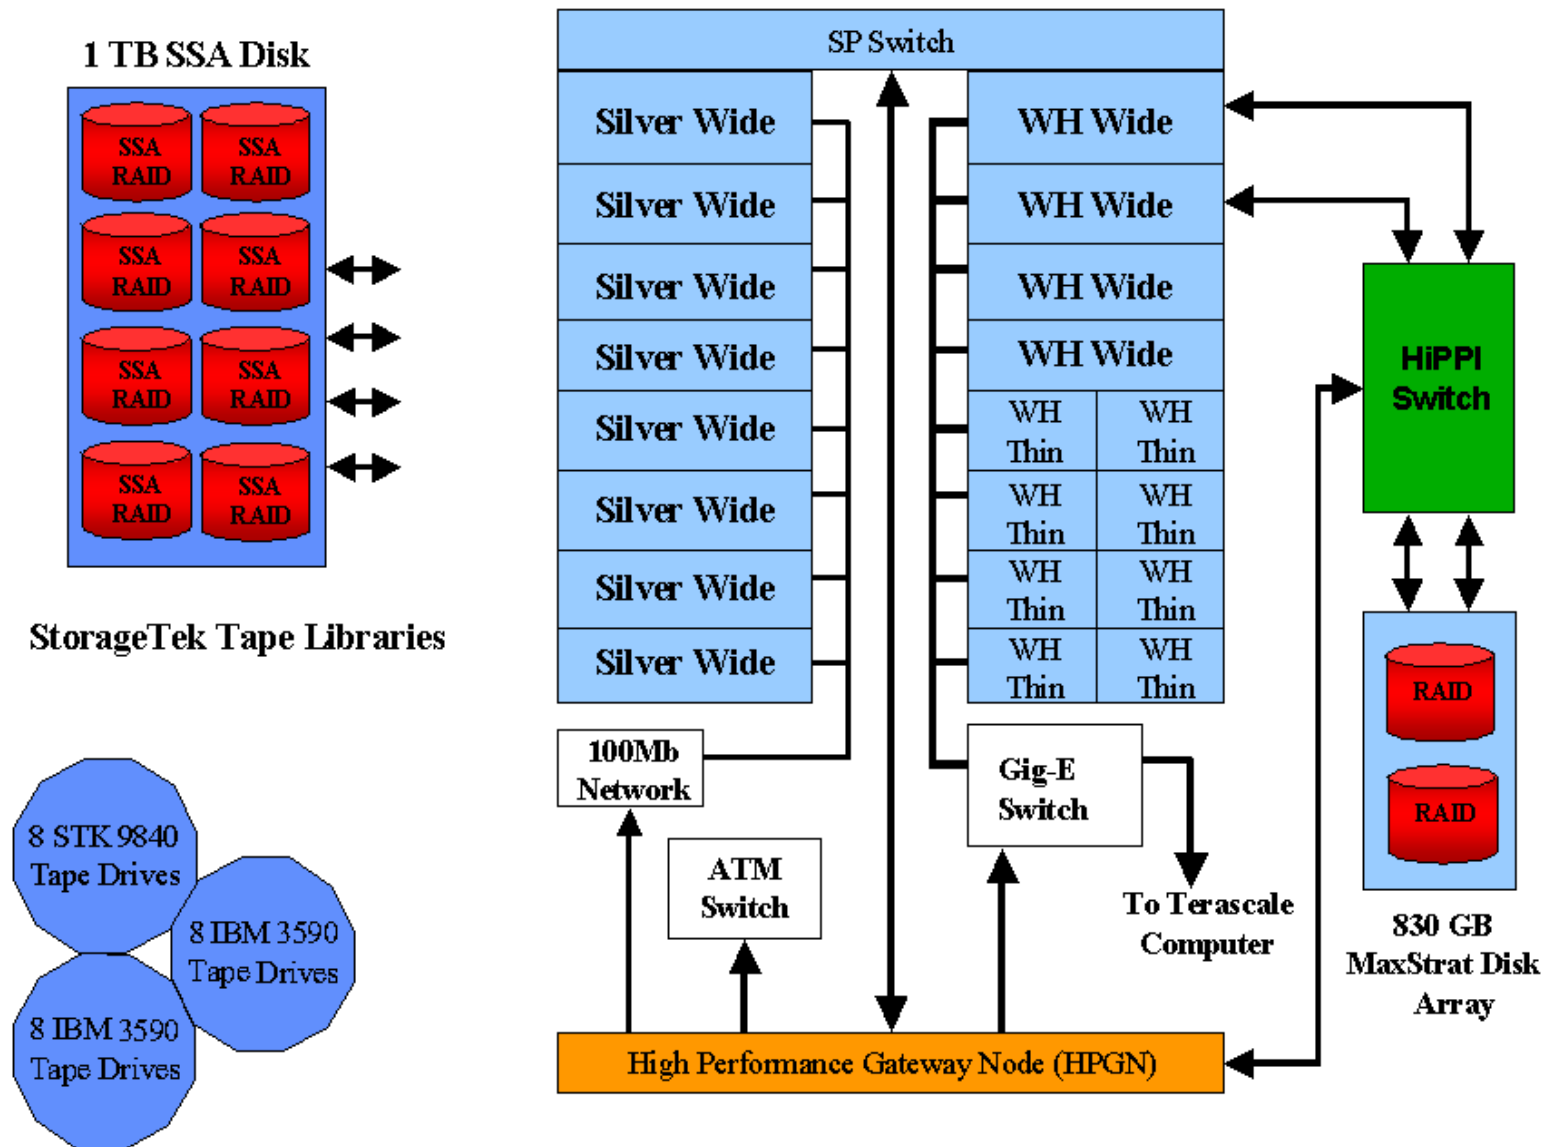 1 TB SSA Disk
SSA
RAID
SSA
RAID
SSA
RAID
SSA
RAID
SSA
RAID
SSA
RAID
SSA
RAID
SSA
RAID
StorageTek Tape Libraries
8 STK 9840
Tape Drives
8 IBM 3590
Tape Drives
8 IBM 3590
Tape Drives
SP Switch
Silver Wide
Silver Wide
Silver Wide
Silver Wide
Silver Wide
Silver Wide
Silver Wide
Silver Wide
WH Wide
WH Wide
WH Wide
WH Wide
WH
Thin
WH
Thin
WH
Thin
WH
Thin
WH
Thin
WH
Thin
WH
Thin
WH
Thin
100Mb
Network
ATM
Switch
Gig-E
Switch
To Terascale
Computer
High Performance Gateway Node (HPGN)
HiPPI
Switch
RAID
RAID
830 GB
MaxStrat Disk
Array